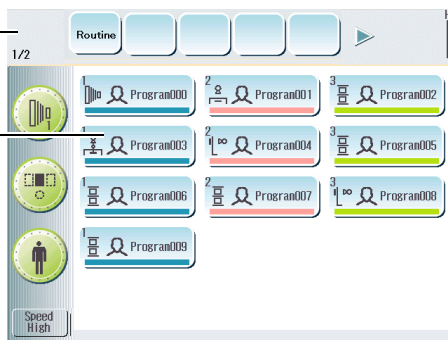 Routine
1/2
1 Program000 2 Program001 3 Program002
1 Program003 2 Program004 3 Program005
1 Program006 2 Program007 3 Program008
1 Program009
1
Speed
High